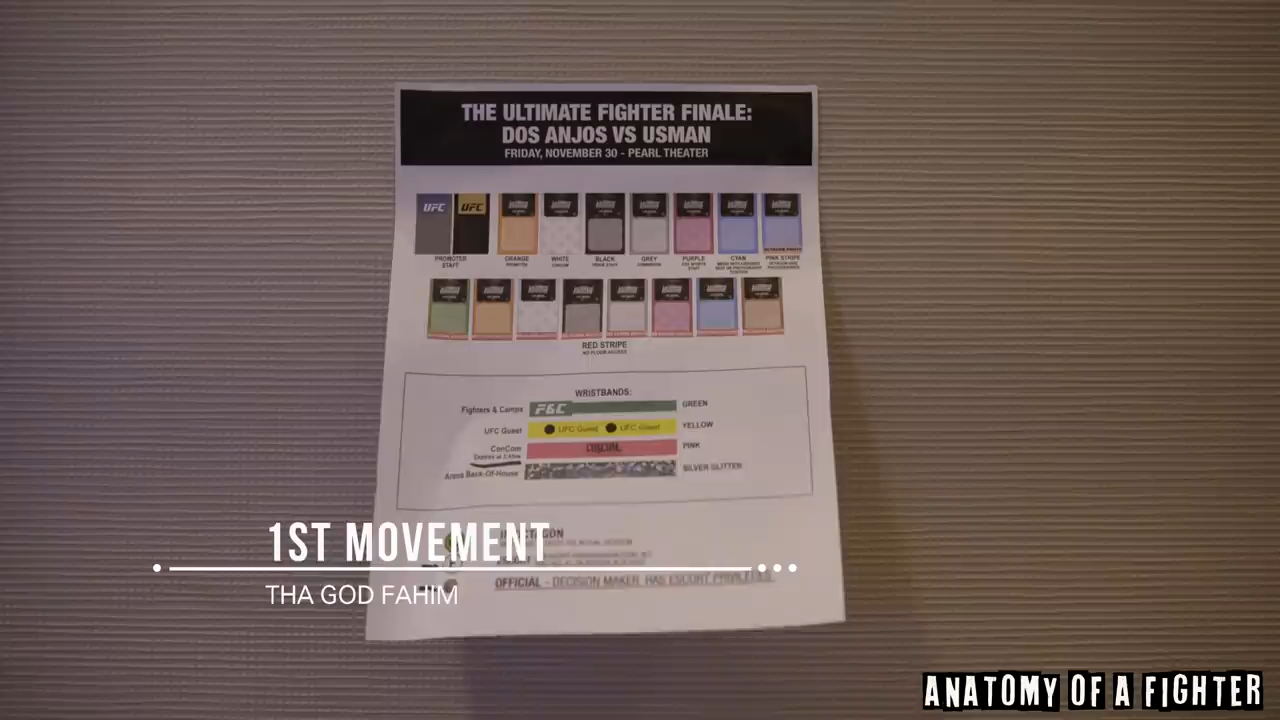 THE ULTIMATE FIGHTER FINALE:
DOS ANJOS VS USMAN
FRIDAY, NOVEMBER 30 - PEARL THEATER
UFC UFC
PROMOTER STAFF
ORANGE
WHITE
BLACK
GREY
PURPLE
CYAN
PINK STRIPE
RED STRIPE
NO FLOOR ACCESS
WRISTBANDS:
Fighters & Camps F&C GREEN
UFC Guest UFC Guest UFC Guest YELLOW
ConCom PINK
Arena Back-Of-House SILVER GLITTER
OFFICIAL - DECISION MAKER, HAS ESCORT PRIVILEGES.
1ST MOVEMENT
THA GOD FAHIM
ANATOMY OF A FIGHTER